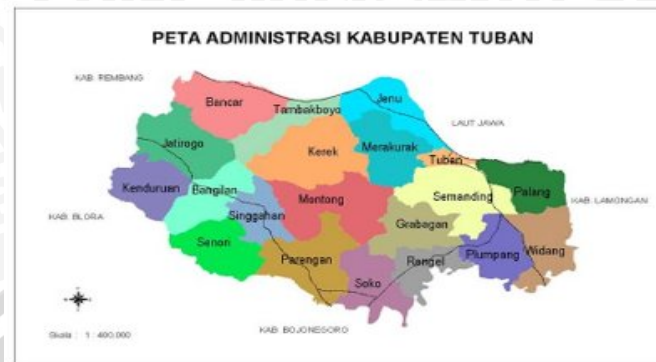 PETA ADMINISTRASI KABUPATEN TUBAN
KAB. REMBANG
Bancar
Tambakboyo
Jenu
LAUT JAWA
Jatirogo
Kerek
Merakurak
Tuban
Kenduruan
Bangilan
Montong
Semanding
Palang
KAB. LAMONGAN
KAB. BLORA
Singgahan
Grabagan
Senori
Parengan
Rengel
Plumpang
Widang
Soko
KAB. BOJONEGORO
Skala : 1 : 400.000